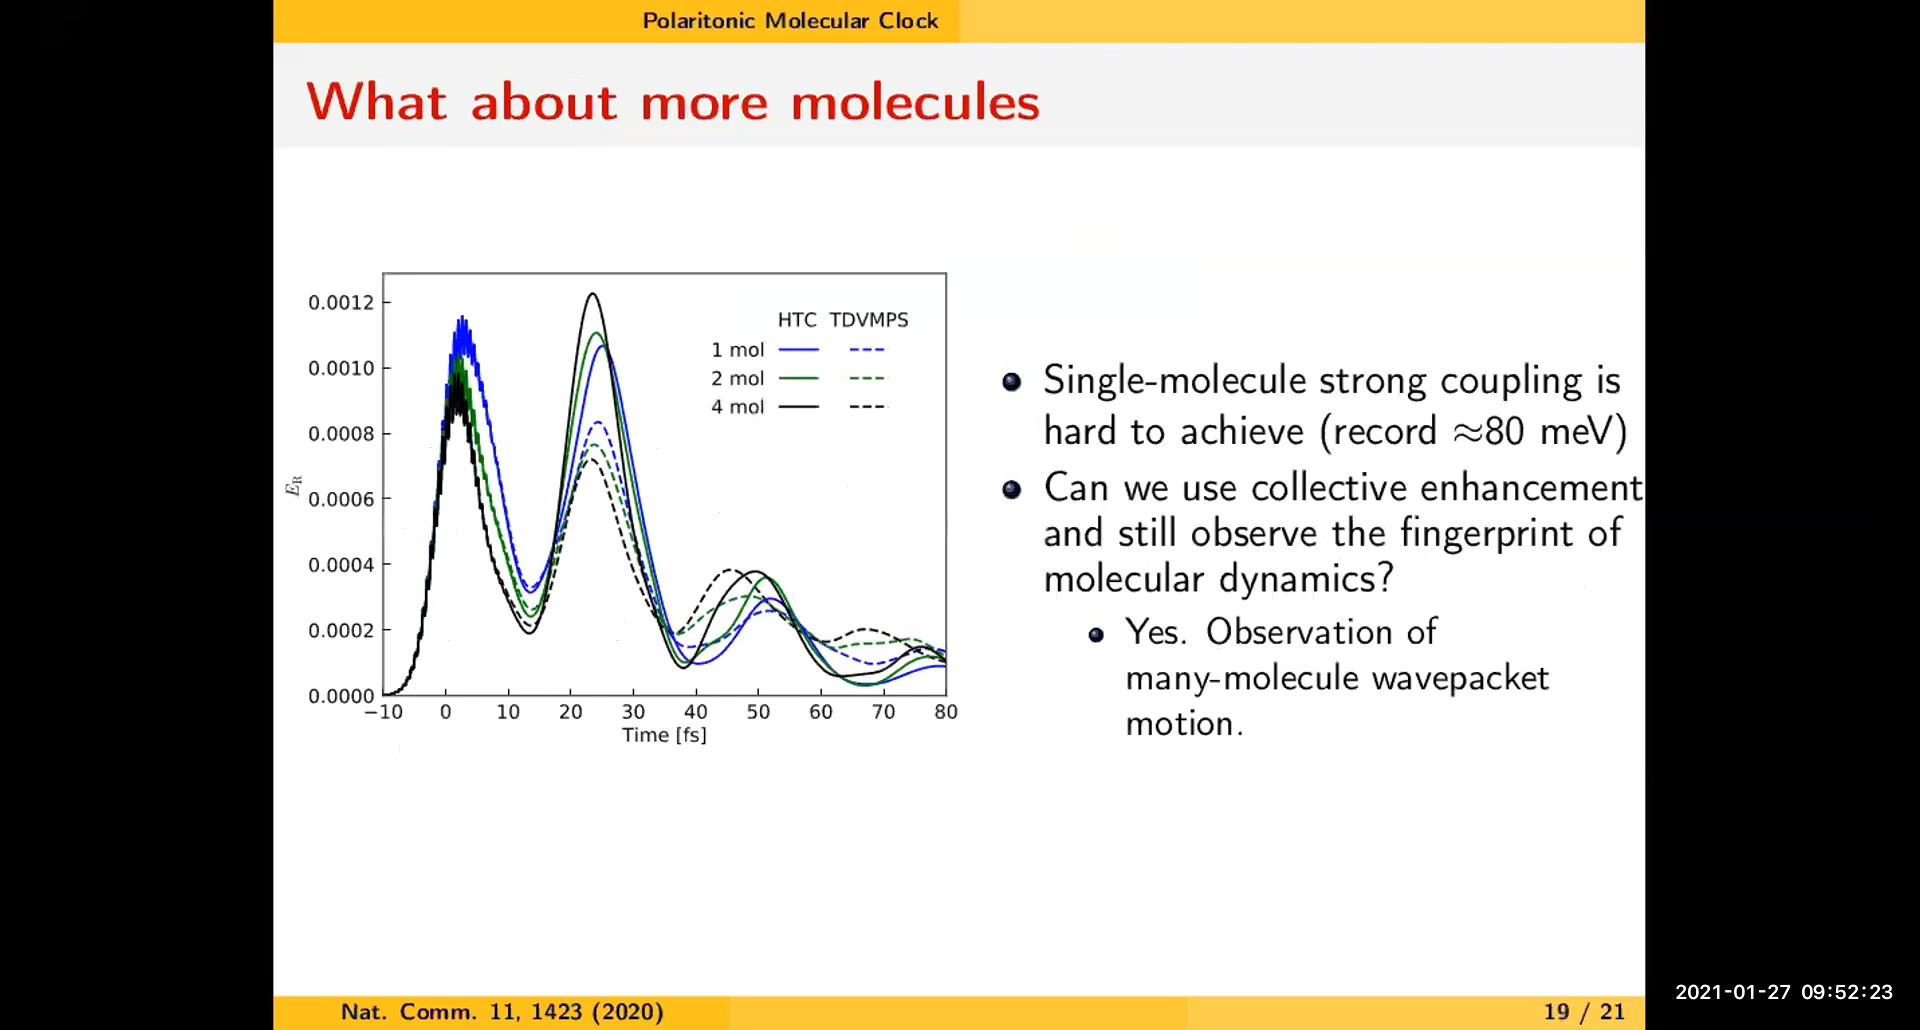 Polaritonic Molecular Clock
What about more molecules
0.0012
0.0010
0.0008
0.0006
0.0004
0.0002
0.0000
E_R
−10 0 10 20 30 40 50 60 70 80
Time [fs]
HTC TDVMPS
1 mol
2 mol
4 mol
Single-molecule strong coupling is
hard to achieve (record ≈80 meV)
Can we use collective enhancement
and still observe the fingerprint of
molecular dynamics?
Yes. Observation of
many-molecule wavepacket
motion.
Nat. Comm. 11, 1423 (2020)
19 / 21
2021-01-27 09:52:23